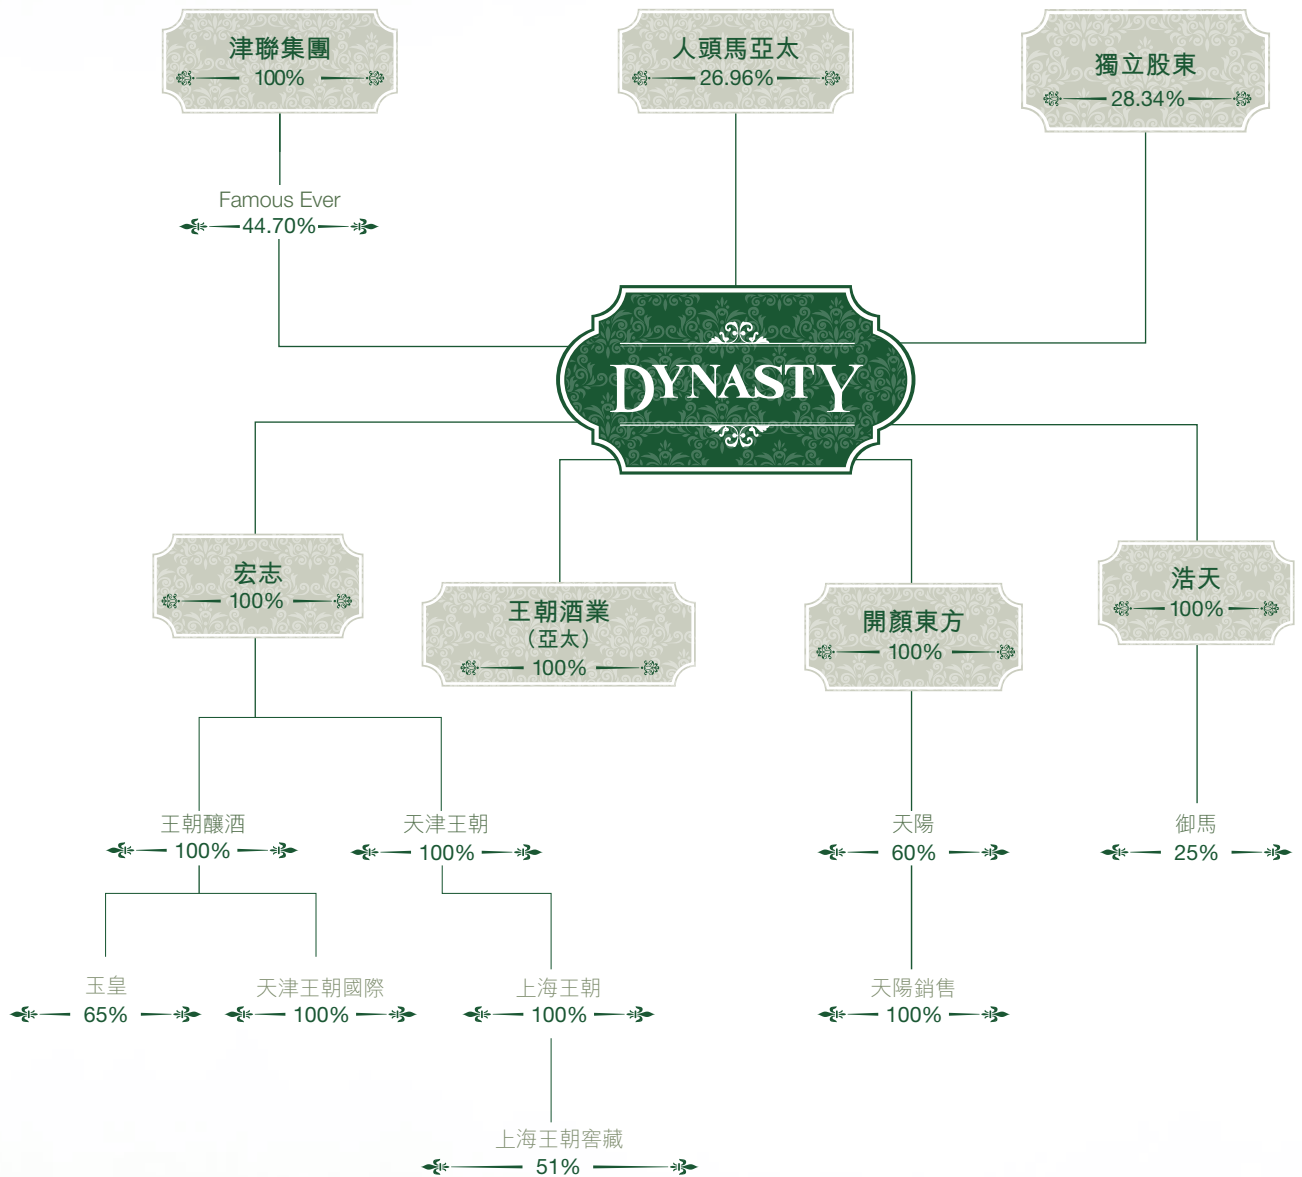 津聯集團
100%
人頭馬亞太
26.96%
獨立股東
28.34%
Famous Ever
44.70%
DYNASTY
宏志
100%
王朝酒業
（亞太）
100%
開顏東方
100%
浩天
100%
王朝釀酒
100%
天津王朝
100%
天陽
60%
御馬
25%
玉皇
65%
天津王朝國際
100%
上海王朝
100%
天陽銷售
100%
上海王朝窖藏
51%